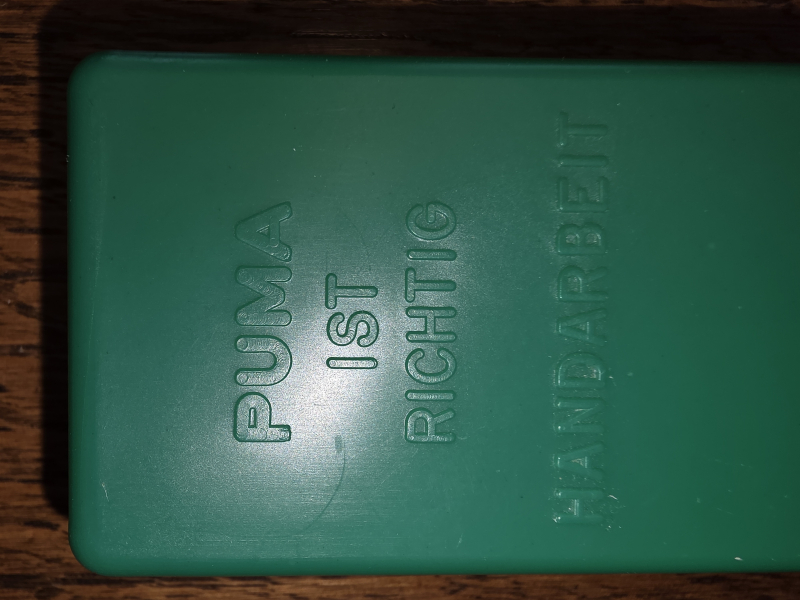 PUMA
IST
RICHTIG
HANDARBEIT